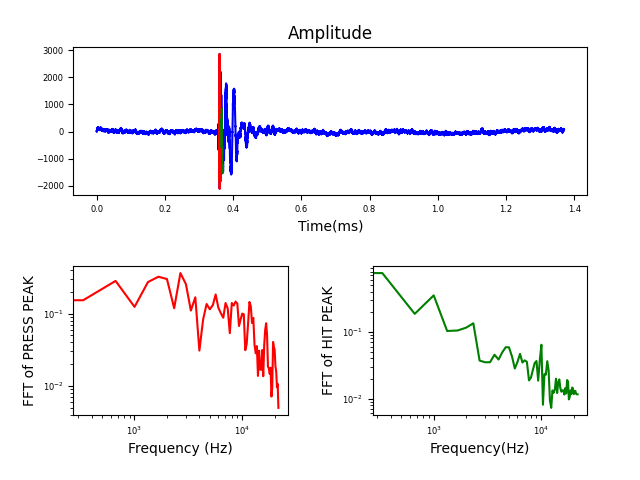 Amplitude
3000
2000
1000
0
−1000
−2000
0.0 0.2 0.4 0.6 0.8 1.0 1.2 1.4
Time(ms)
FFT of PRESS PEAK
10⁻¹
10⁻²
10³ 10⁴
Frequency (Hz)
FFT of HIT PEAK
10⁻¹
10⁻²
10³ 10⁴
Frequency(Hz)